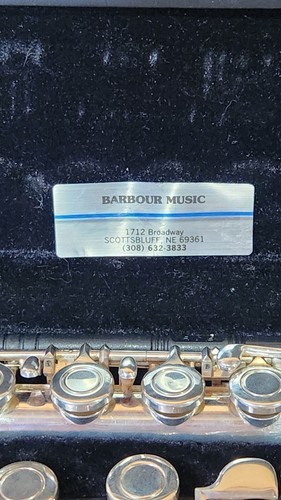 BARBOUR MUSIC
1712 Broadway
SCOTTSBLUFF, NE 69361
(308) 632-3833